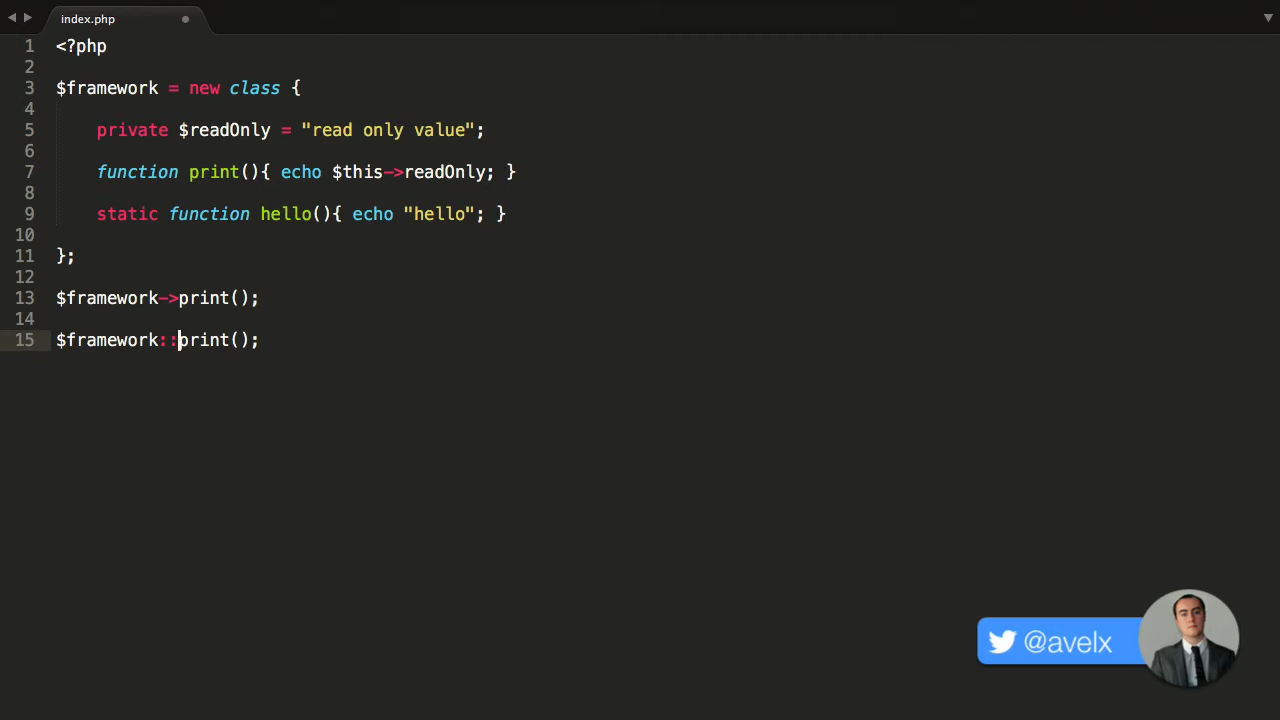 index.php
1 <?php
2
3 $framework = new class {
4
5 private $readOnly = "read only value";
6
7 function print(){ echo $this->readOnly; }
8
9 static function hello(){ echo "hello"; }
10
11 };
12
13 $framework->print();
14
15 $framework::print();
@avelx